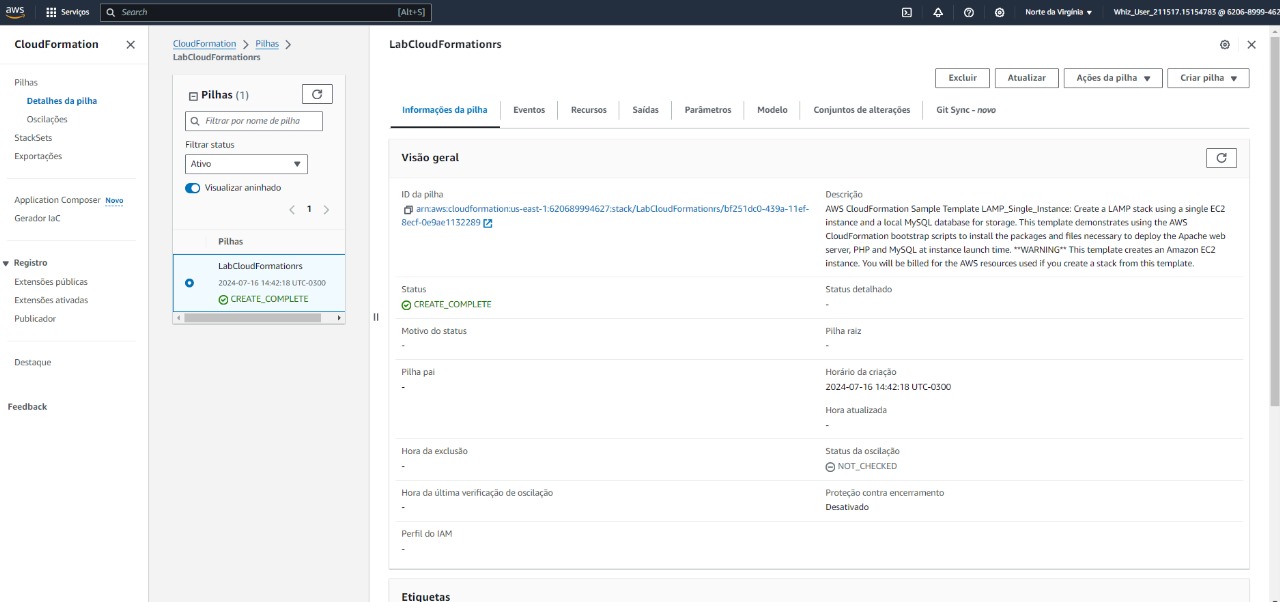 aws
Serviços
Search
[Alt+S]
Norte da Virgínia
Whiz_User_211517.15154783 @ 6206-8999-462
CloudFormation
Pilhas
Detalhes da pilha
Oscilações
StackSets
Exportações
Application Composer Novo
Gerador IaC
Registro
Extensões públicas
Extensões ativadas
Publicador
Destaque
Feedback
CloudFormation
Pilhas
LabCloudFormationrs
Pilhas (1)
Filtrar por nome de pilha
Filtrar status
Ativo
Visualizar aninhado
1
Pilhas
LabCloudFormationrs
2024-07-16 14:42:18 UTC-0300
CREATE_COMPLETE
LabCloudFormationrs
Excluir
Atualizar
Ações da pilha
Criar pilha
Informações da pilha
Eventos
Recursos
Saídas
Parâmetros
Modelo
Conjuntos de alterações
Git Sync - novo
Visão geral
ID da pilha
arn:aws:cloudformation:us-east-1:620689994627:stack/LabCloudFormationrs/bf251dc0-439a-11ef-
8ecf-0e9ae1132289
Descrição
AWS CloudFormation Sample Template LAMP_Single_Instance: Create a LAMP stack using a single EC2
instance and a local MySQL database for storage. This template demonstrates using the AWS
CloudFormation bootstrap scripts to install the packages and files necessary to deploy the Apache web
server, PHP and MySQL at instance launch time. **WARNING** This template creates an Amazon EC2
instance. You will be billed for the AWS resources used if you create a stack from this template.
Status
CREATE_COMPLETE
Status detalhado
-
Motivo do status
-
Pilha raiz
-
Pilha pai
-
Horário da criação
2024-07-16 14:42:18 UTC-0300
Hora atualizada
-
Hora da exclusão
-
Status da oscilação
NOT_CHECKED
Hora da última verificação de oscilação
-
Proteção contra encerramento
Desativado
Perfil do IAM
-
Etiquetas